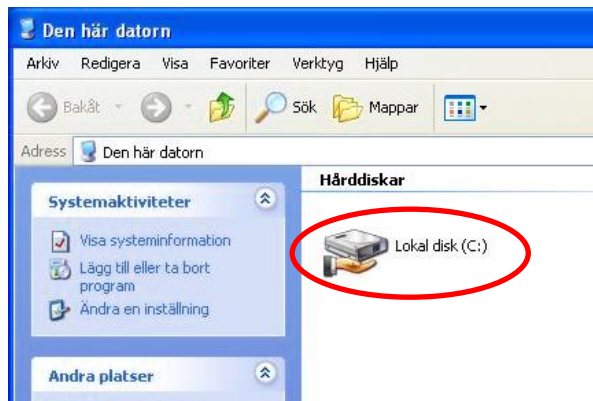 Den här datorn
Arkiv Redigera Visa Favoriter Verktyg Hjälp
Bakåt Sök Mappar
Adress Den här datorn
Systemaktiviteter
Visa systeminformation
Lägg till eller ta bort
program
Ändra en inställning
Andra platser
Hårddiskar
Lokal disk (C:)